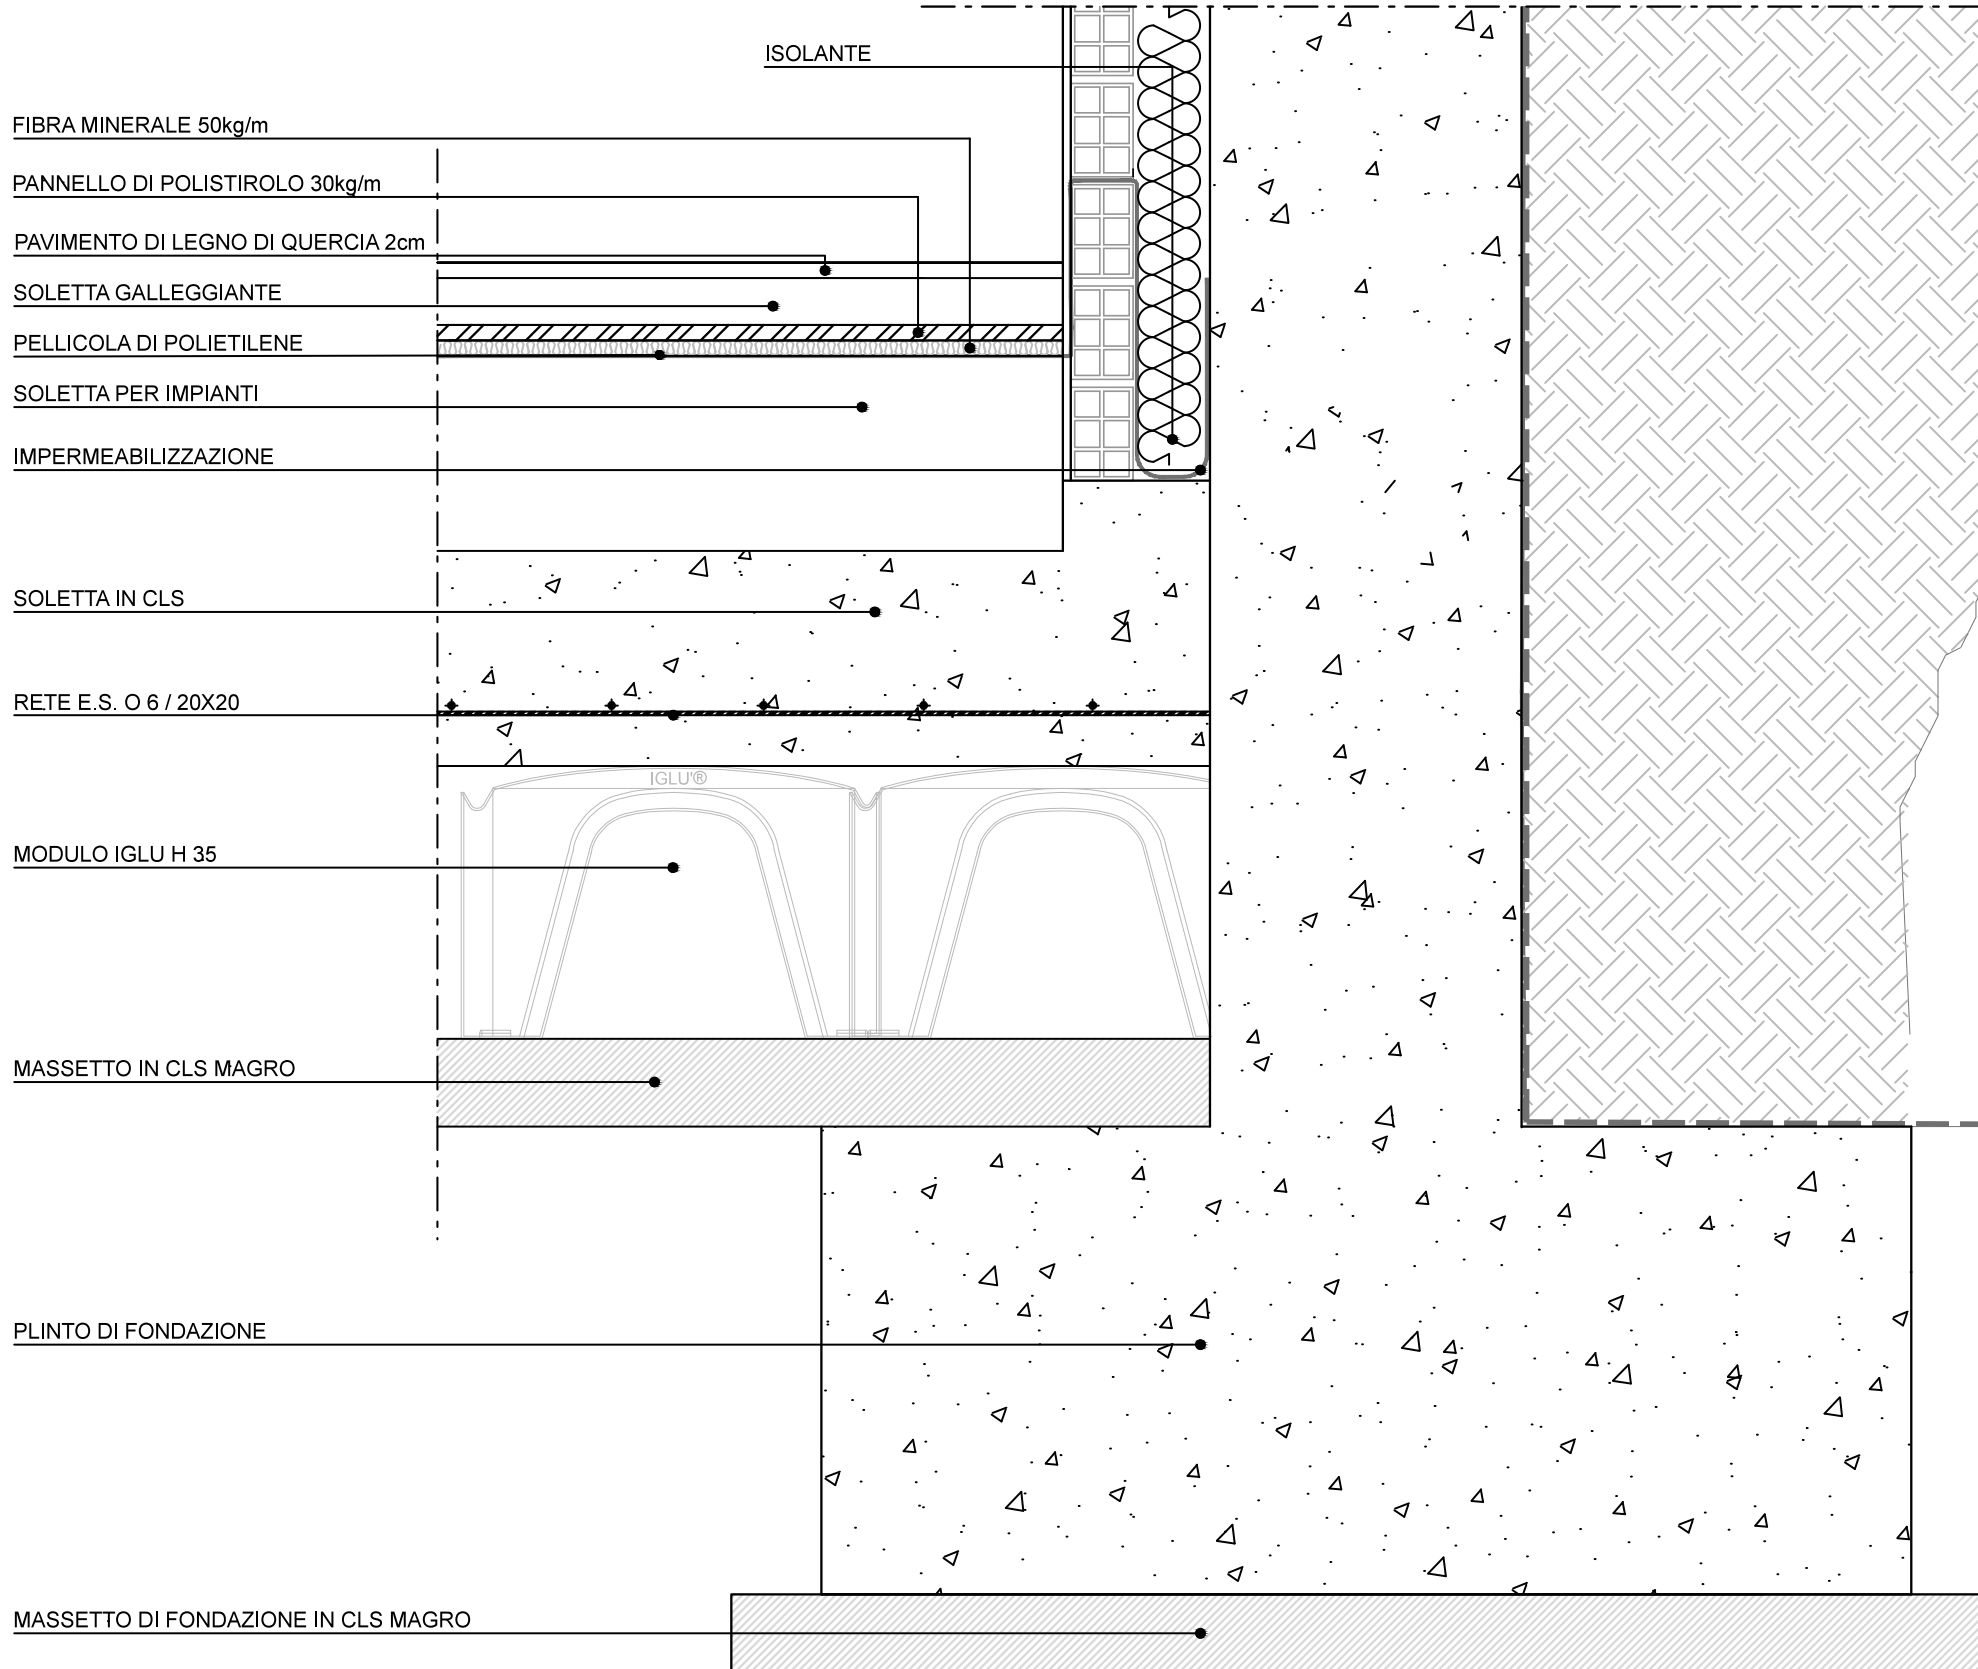 ISOLANTE
FIBRA MINERALE 50kg/m
PANNELLO DI POLISTIROLO 30kg/m
PAVIMENTO DI LEGNO DI QUERCIA 2cm
SOLETTA GALLEGGIANTE
PELLICOLA DI POLIETILENE
SOLETTA PER IMPIANTI
IMPERMEABILIZZAZIONE
SOLETTA IN CLS
RETE E.S. O 6 / 20X20
IGLU'®
MODULO IGLU H 35
MASSETTO IN CLS MAGRO
PLINTO DI FONDAZIONE
MASSETTO DI FONDAZIONE IN CLS MAGRO